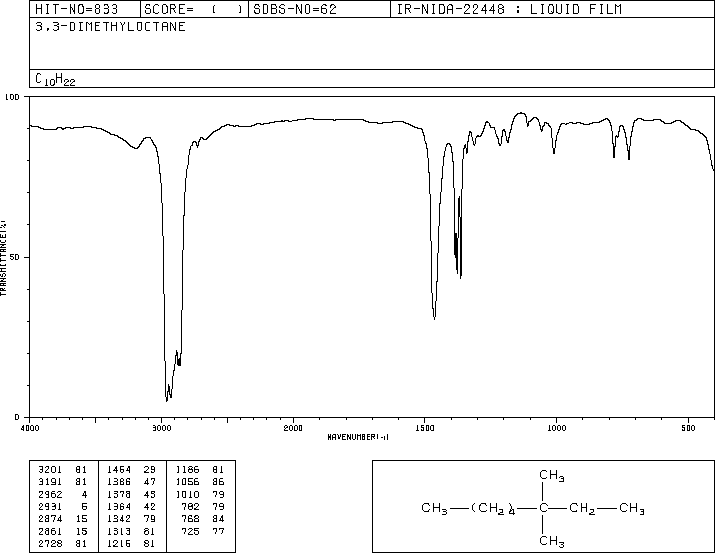 HIT-NO=833 SCORE= ( ) SDBS-NO=62 IR-NIDA-22448 : LIQUID FILM
3,3-DIMETHYLOCTANE
C10H22
100
50
0
TRANSMITTANCE(%)
4000 3000 2000 1500 1000 500
WAVENUMBER(-1)
3201 81 1464 29 1186 81
3191 81 1386 47 1056 86
2962 4 1378 43 1010 79
2931 5 1364 42 782 79
2874 15 1342 79 768 84
2861 15 1313 81 725 77
2728 81 1216 81
CH3
CH3—(CH2)4—C—CH2—CH3
CH3